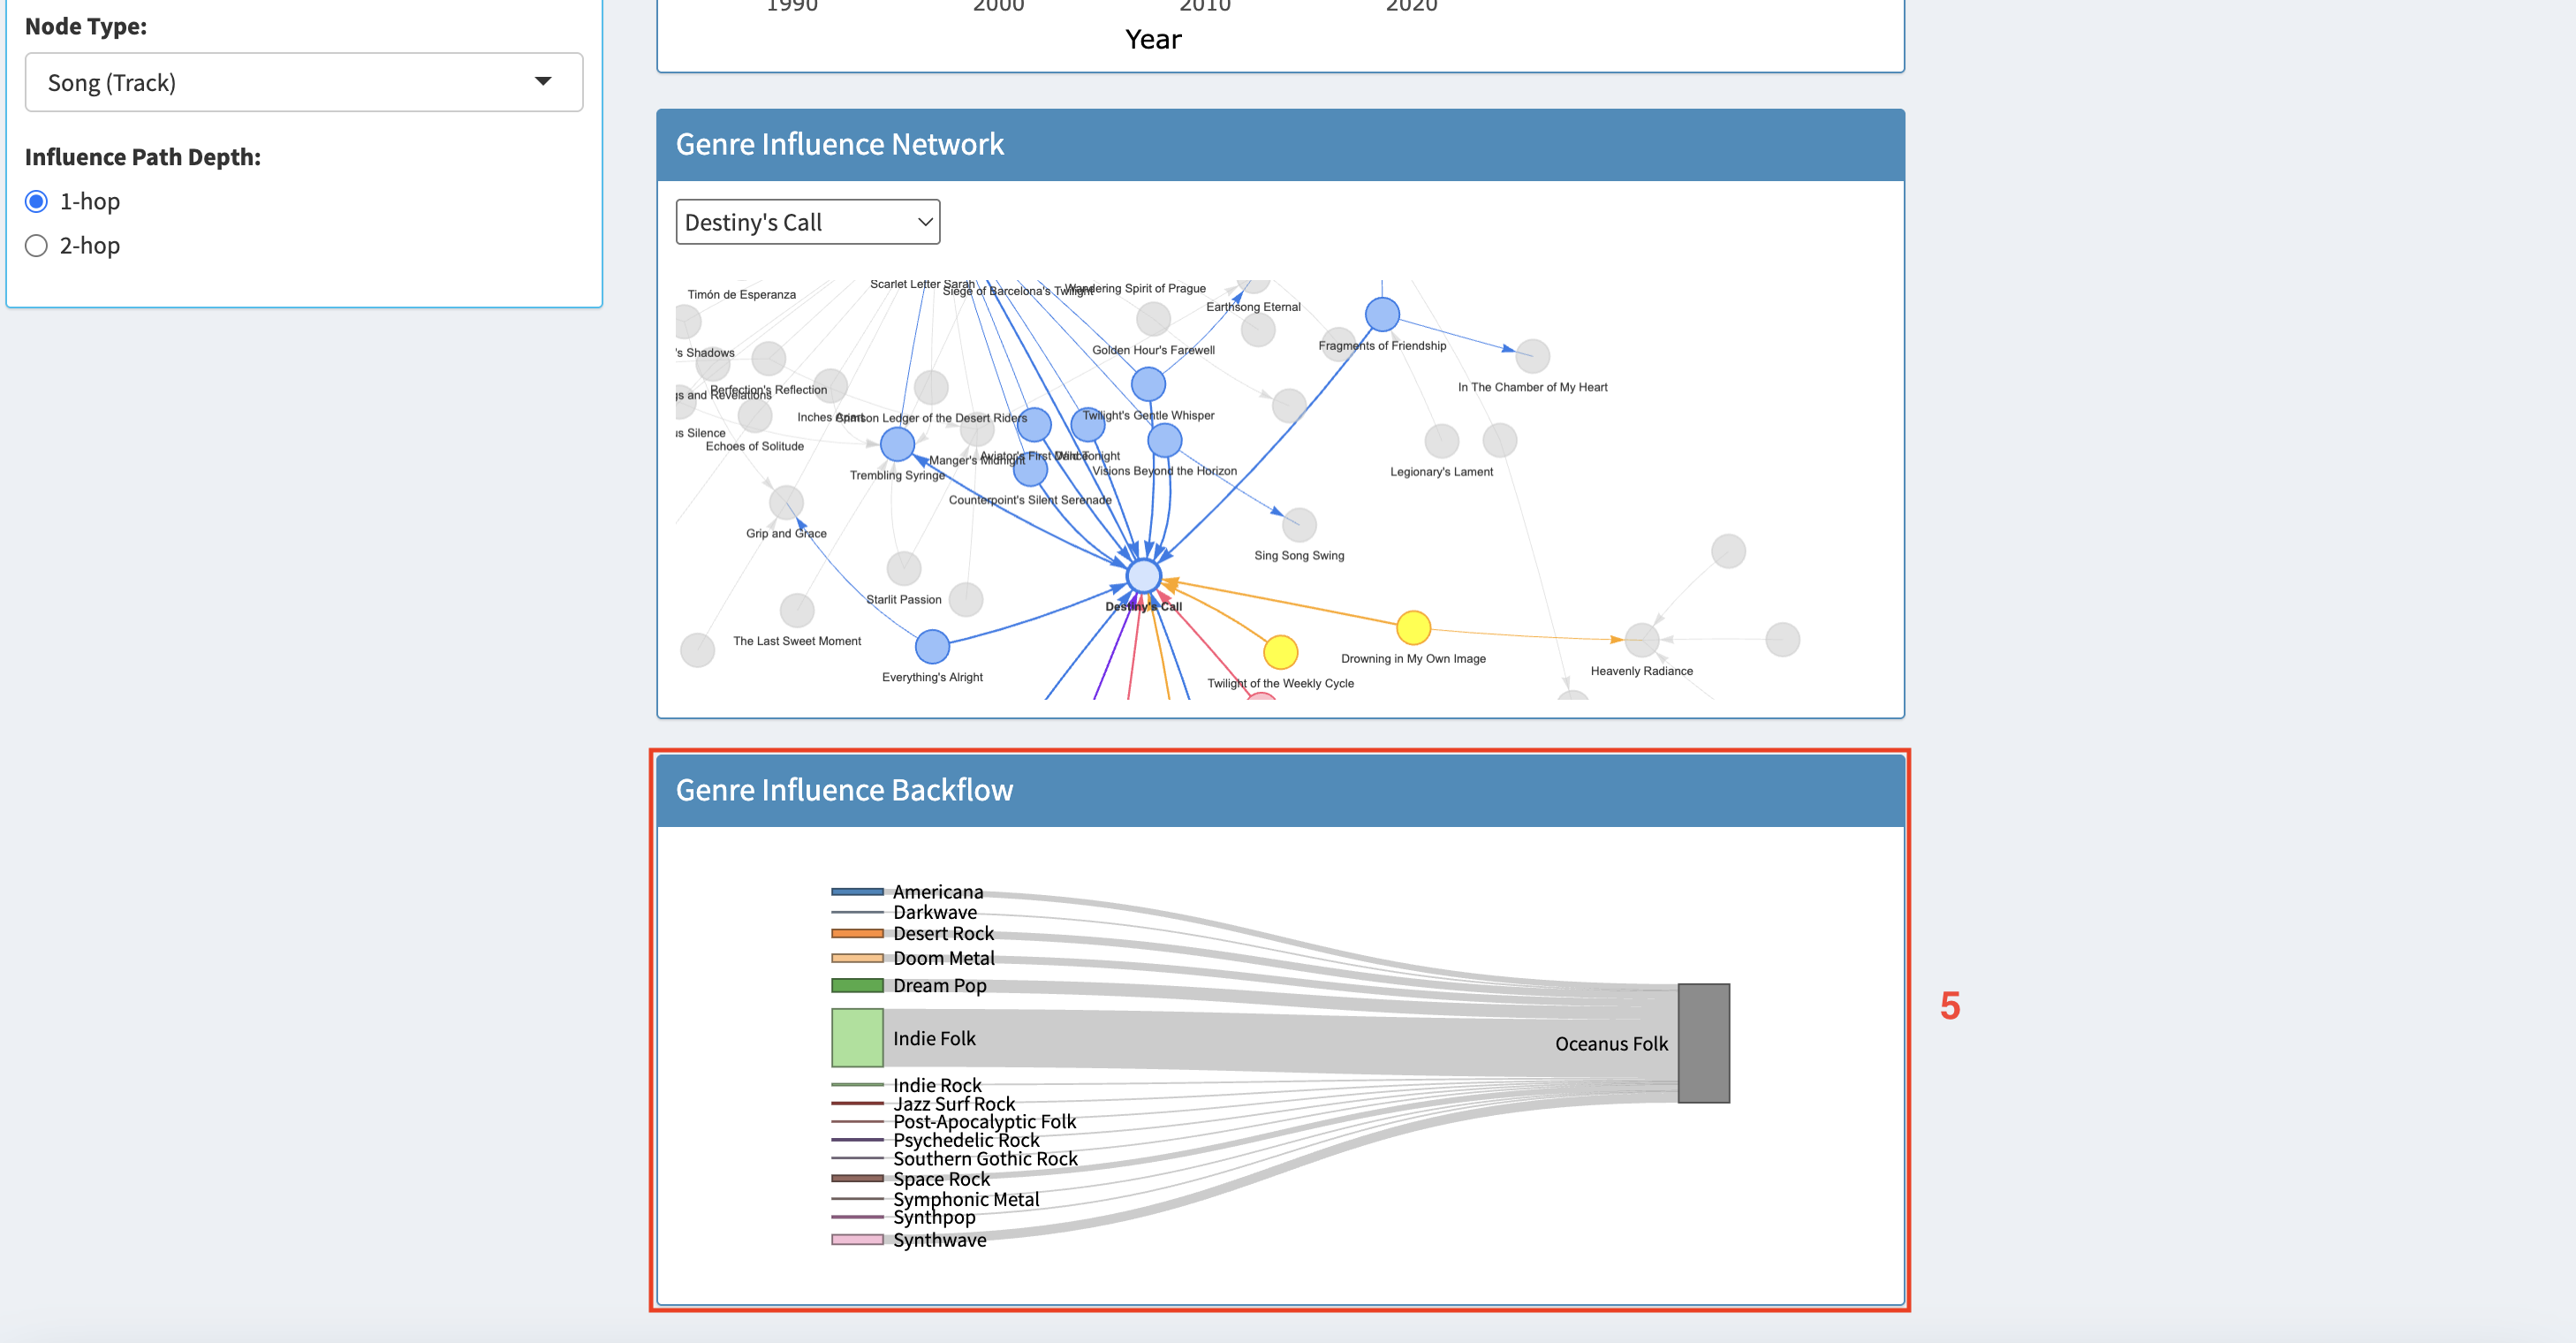 Node Type:
Song (Track)
Influence Path Depth:
1-hop
2-hop
1990 2000 2010 2020
Year
Genre Influence Network
Destiny's Call
Scarlet Letter Sarah
Siege of Barcelona's Twilight
Wandering Spirit of Prague
Timón de Esperanza
Earthsong Eternal
Fragments of Friendship
Golden Hour's Farewell
's Shadows
In The Chamber of My Heart
Perfection's Reflection
gs and Revelations
Inches Apart
Crimson Ledger of the Desert Riders
Twilight's Gentle Whisper
us Silence
Echoes of Solitude
Manger's Midnight
Aviator's First Dance
Wild Tonight
Trembling Syringe
Visions Beyond the Horizon
Legionary's Lament
Counterpoint's Silent Serenade
Grip and Grace
Sing Song Swing
Starlit Passion
Destiny's Call
The Last Sweet Moment
Drowning in My Own Image
Heavenly Radiance
Everything's Alright
Twilight of the Weekly Cycle
Genre Influence Backflow
Americana
Darkwave
Desert Rock
Doom Metal
Dream Pop
Indie Folk
Oceanus Folk
Indie Rock
Jazz Surf Rock
Post-Apocalyptic Folk
Psychedelic Rock
Southern Gothic Rock
Space Rock
Symphonic Metal
Synthpop
Synthwave
5